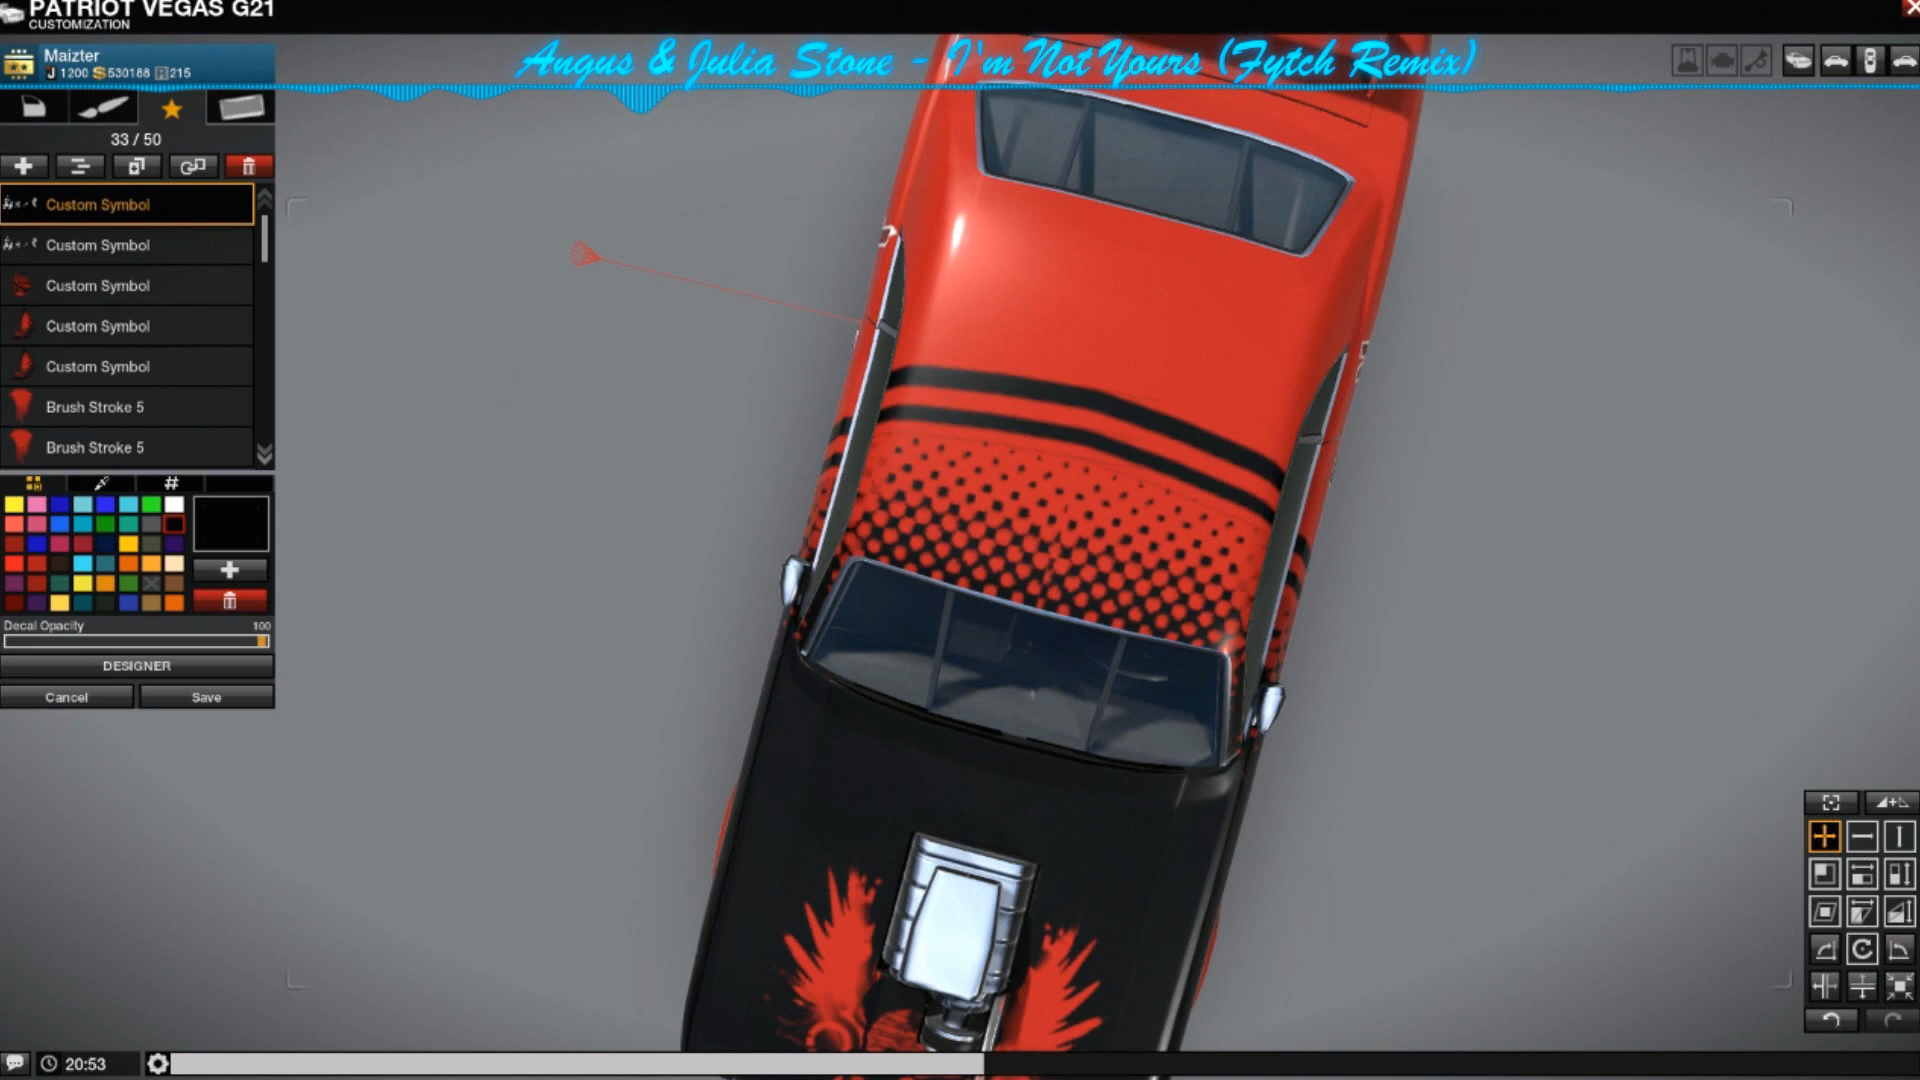 PATRIOT VEGAS G21
CUSTOMIZATION
Maizter
J 1200 $530188 R 215
Angus & Julia Stone - I'm Not Yours (Fytch Remix)
33 / 50
Custom Symbol
Custom Symbol
Custom Symbol
Custom Symbol
Custom Symbol
Brush Stroke 5
Brush Stroke 5
#
Decal Opacity 100
DESIGNER
Cancel Save
20:53